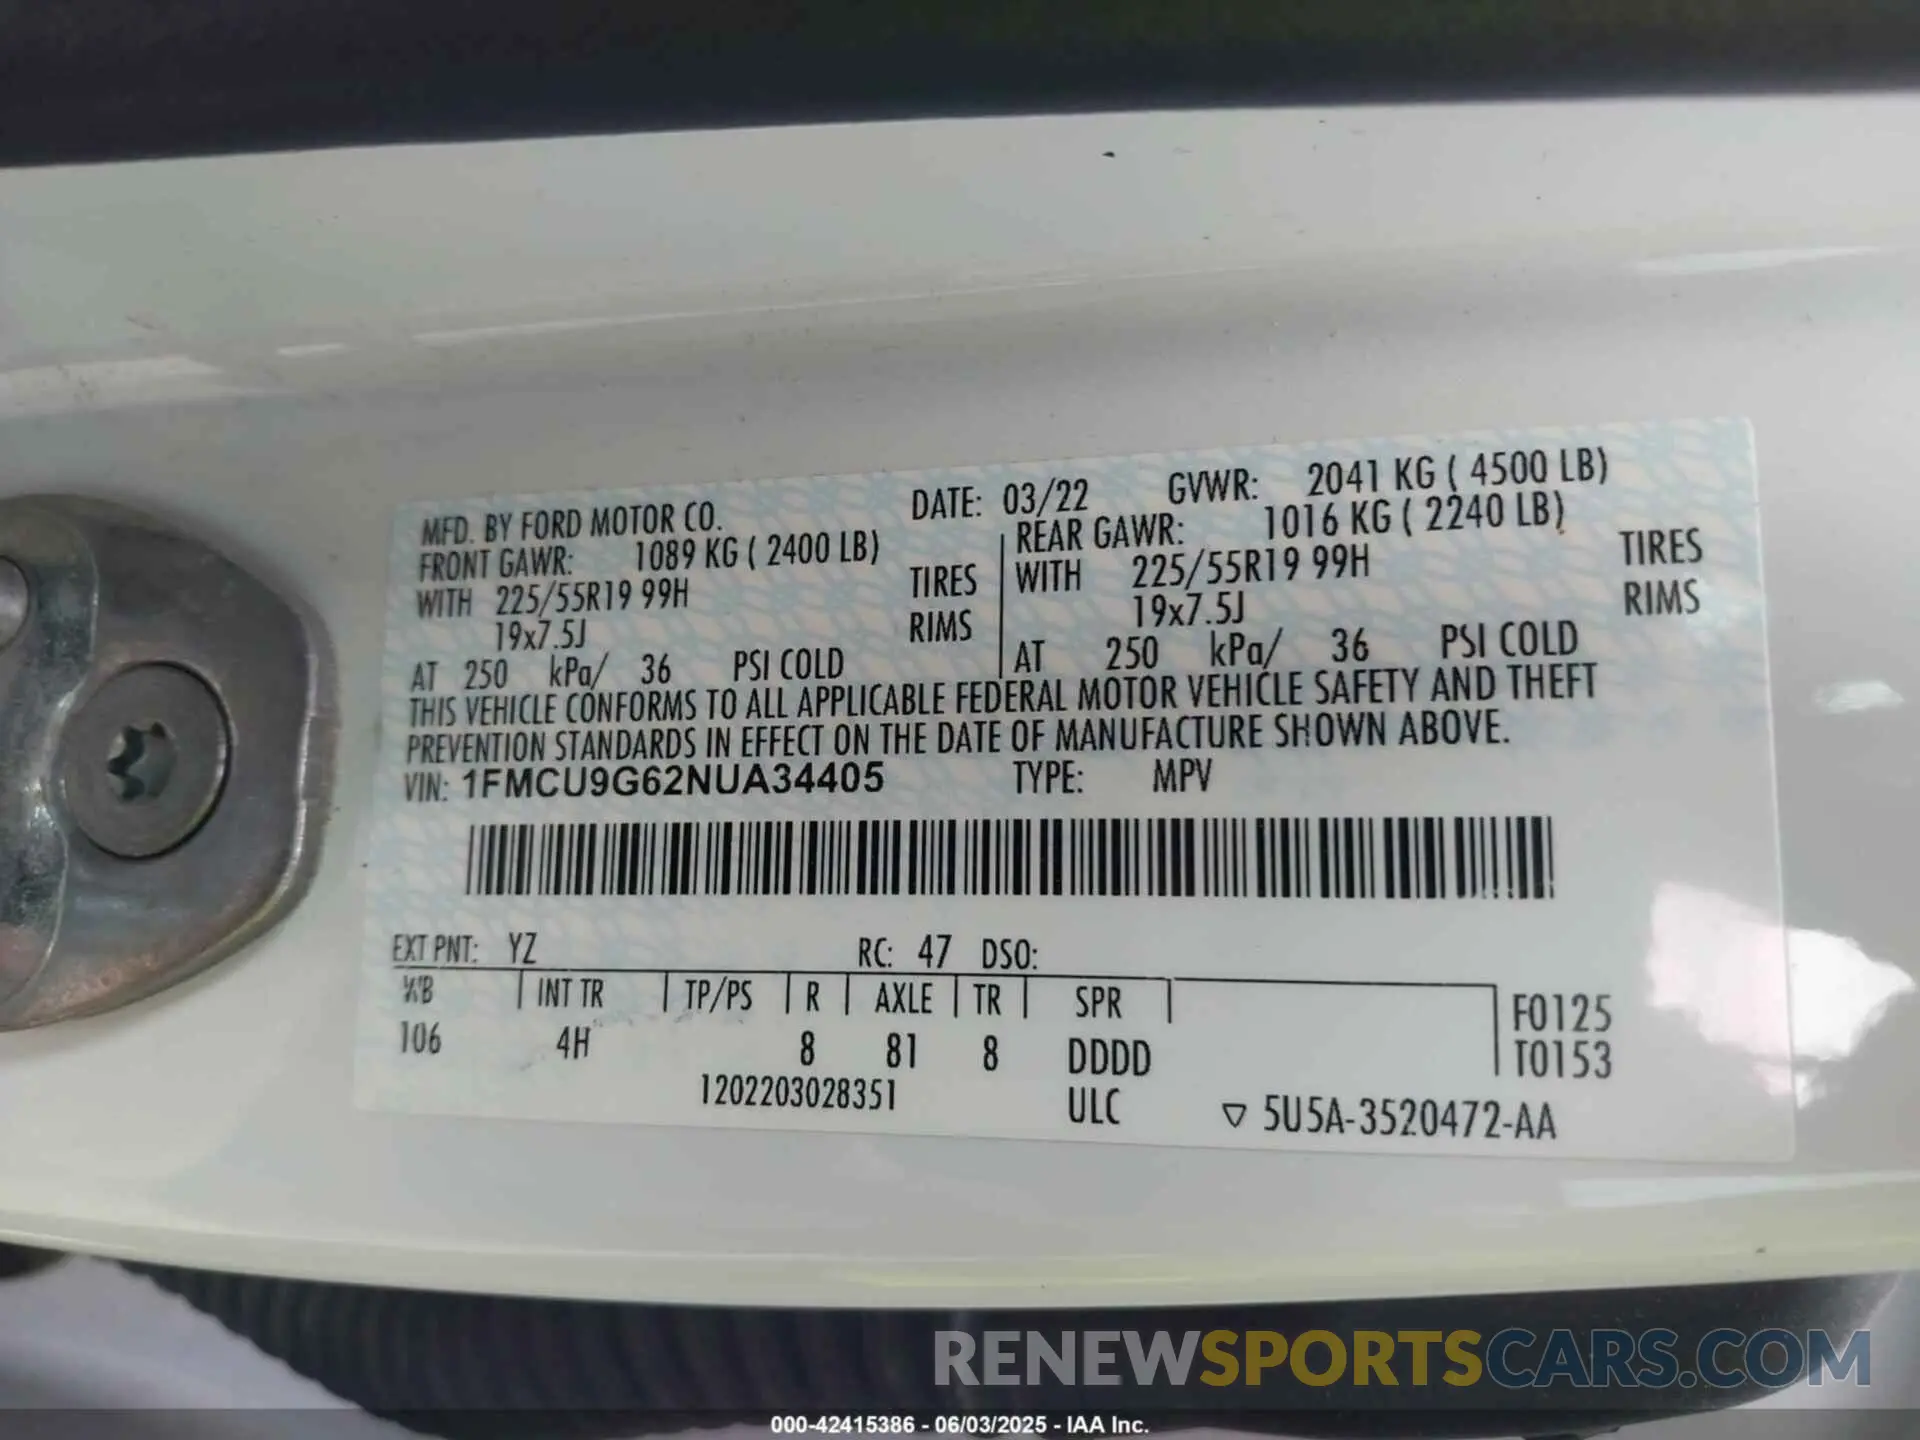 MFD. BY FORD MOTOR CO. DATE: 03/22 GVWR: 2041 KG ( 4500 LB)
FRONT GAWR: 1089 KG ( 2400 LB) REAR GAWR: 1016 KG ( 2240 LB)
WITH 225/55R19 99H TIRES WITH 225/55R19 99H TIRES
19x7.5J RIMS 19x7.5J RIMS
AT 250 kPa/ 36 PSI COLD AT 250 kPa/ 36 PSI COLD
THIS VEHICLE CONFORMS TO ALL APPLICABLE FEDERAL MOTOR VEHICLE SAFETY AND THEFT
PREVENTION STANDARDS IN EFFECT ON THE DATE OF MANUFACTURE SHOWN ABOVE.
VIN: 1FMCU9G62NUA34405 TYPE: MPV
EXT PNT: YZ RC: 47 DSO:
WB INT TR TP/PS R AXLE TR SPR F0125
106 4H 8 81 8 DDDD T0153
1202203028351 ULC ▽ 5U5A-3520472-AA
RENEWSPORTSCARS.COM
000-42415386 - 06/03/2025 - IAA Inc.